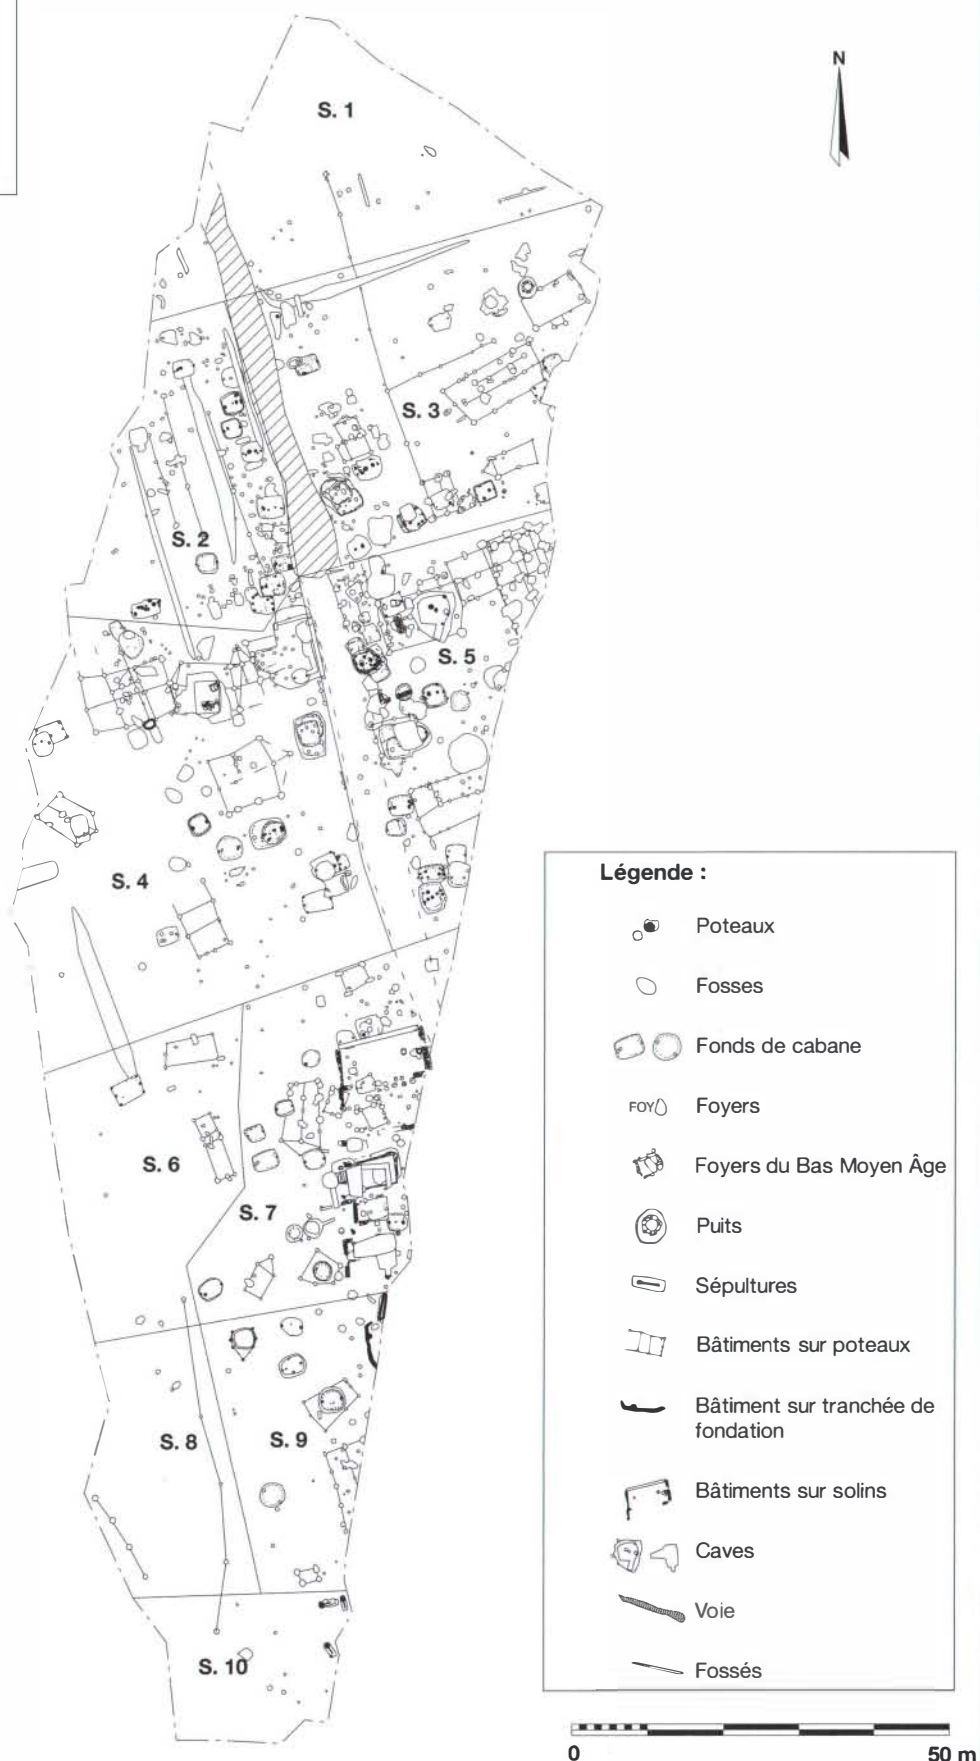 N
S. 1
S. 3
S. 2
S. 5
S. 4
S. 6
S. 7
S. 8
S. 9
S. 10
Légende :
Poteaux
Fosses
Fonds de cabane
FOY
Foyers
Foyers du Bas Moyen Âge
Puits
Sépultures
Bâtiments sur poteaux
Bâtiment sur tranchée de
fondation
Bâtiments sur solins
Caves
Voie
Fossés
0
50 m